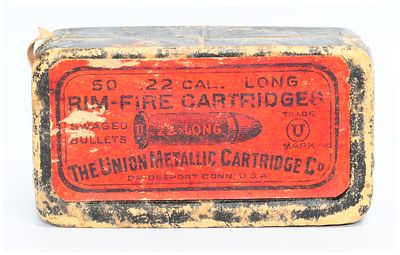 50 .22 CAL. LONG
RIM-FIRE CARTRIDGES
SWAGED BULLETS
U .22-LONG
TRADE U MARK
THE UNION METALLIC CARTRIDGE CO
BRIDGEPORT CONN. U.S.A